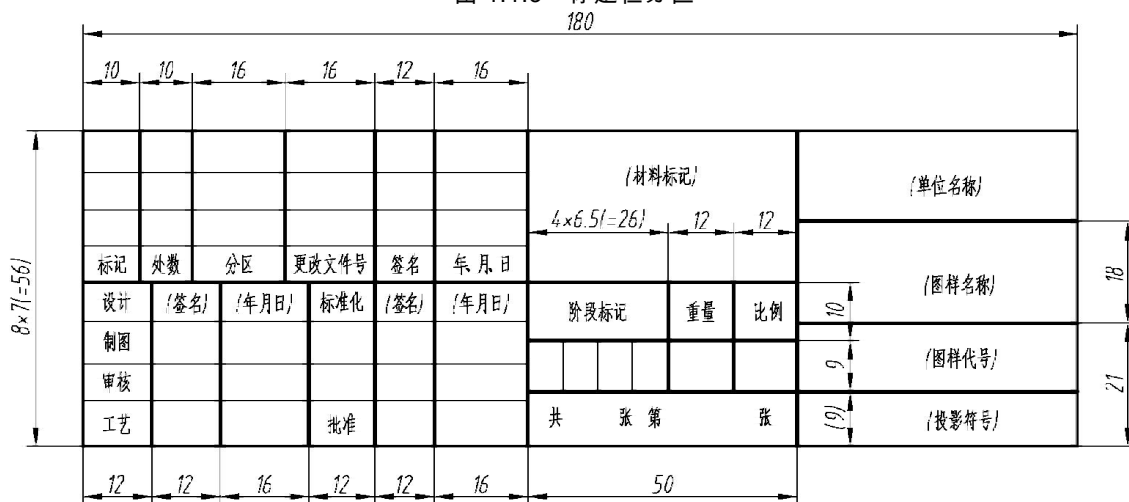 180
10 10 16 16 12 16
(材料标记)
(单位名称)
4×6.5(=26) 12 12
标记 处数 分区 更改文件号 签名 年.月.日
8×7(=56)
18
设计 (签名) (年月日) 标准化 (签名) (年月日)
阶段标记 重量 比例
10
(图样名称)
制图
9
(图样代号)
21
审核
工艺 批准
共 张 第 张
(9)
(投影符号)
12 12 16 12 12 16 50